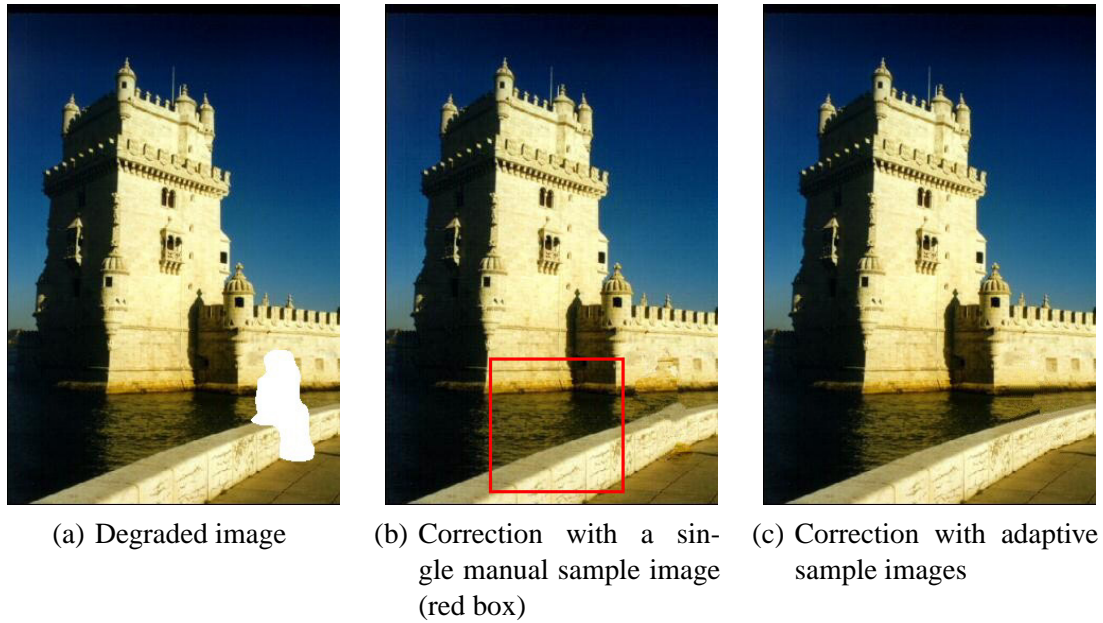 (a) Degraded image
(b) Correction with a sin-
gle manual sample image
(red box)
(c) Correction with adaptive
sample images